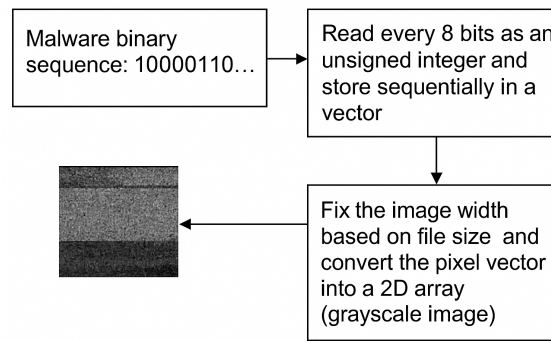 Malware binary
sequence: 10000110…
Read every 8 bits as an
unsigned integer and
store sequentially in a
vector
Fix the image width
based on file size  and
convert the pixel vector
into a 2D array
(grayscale image)